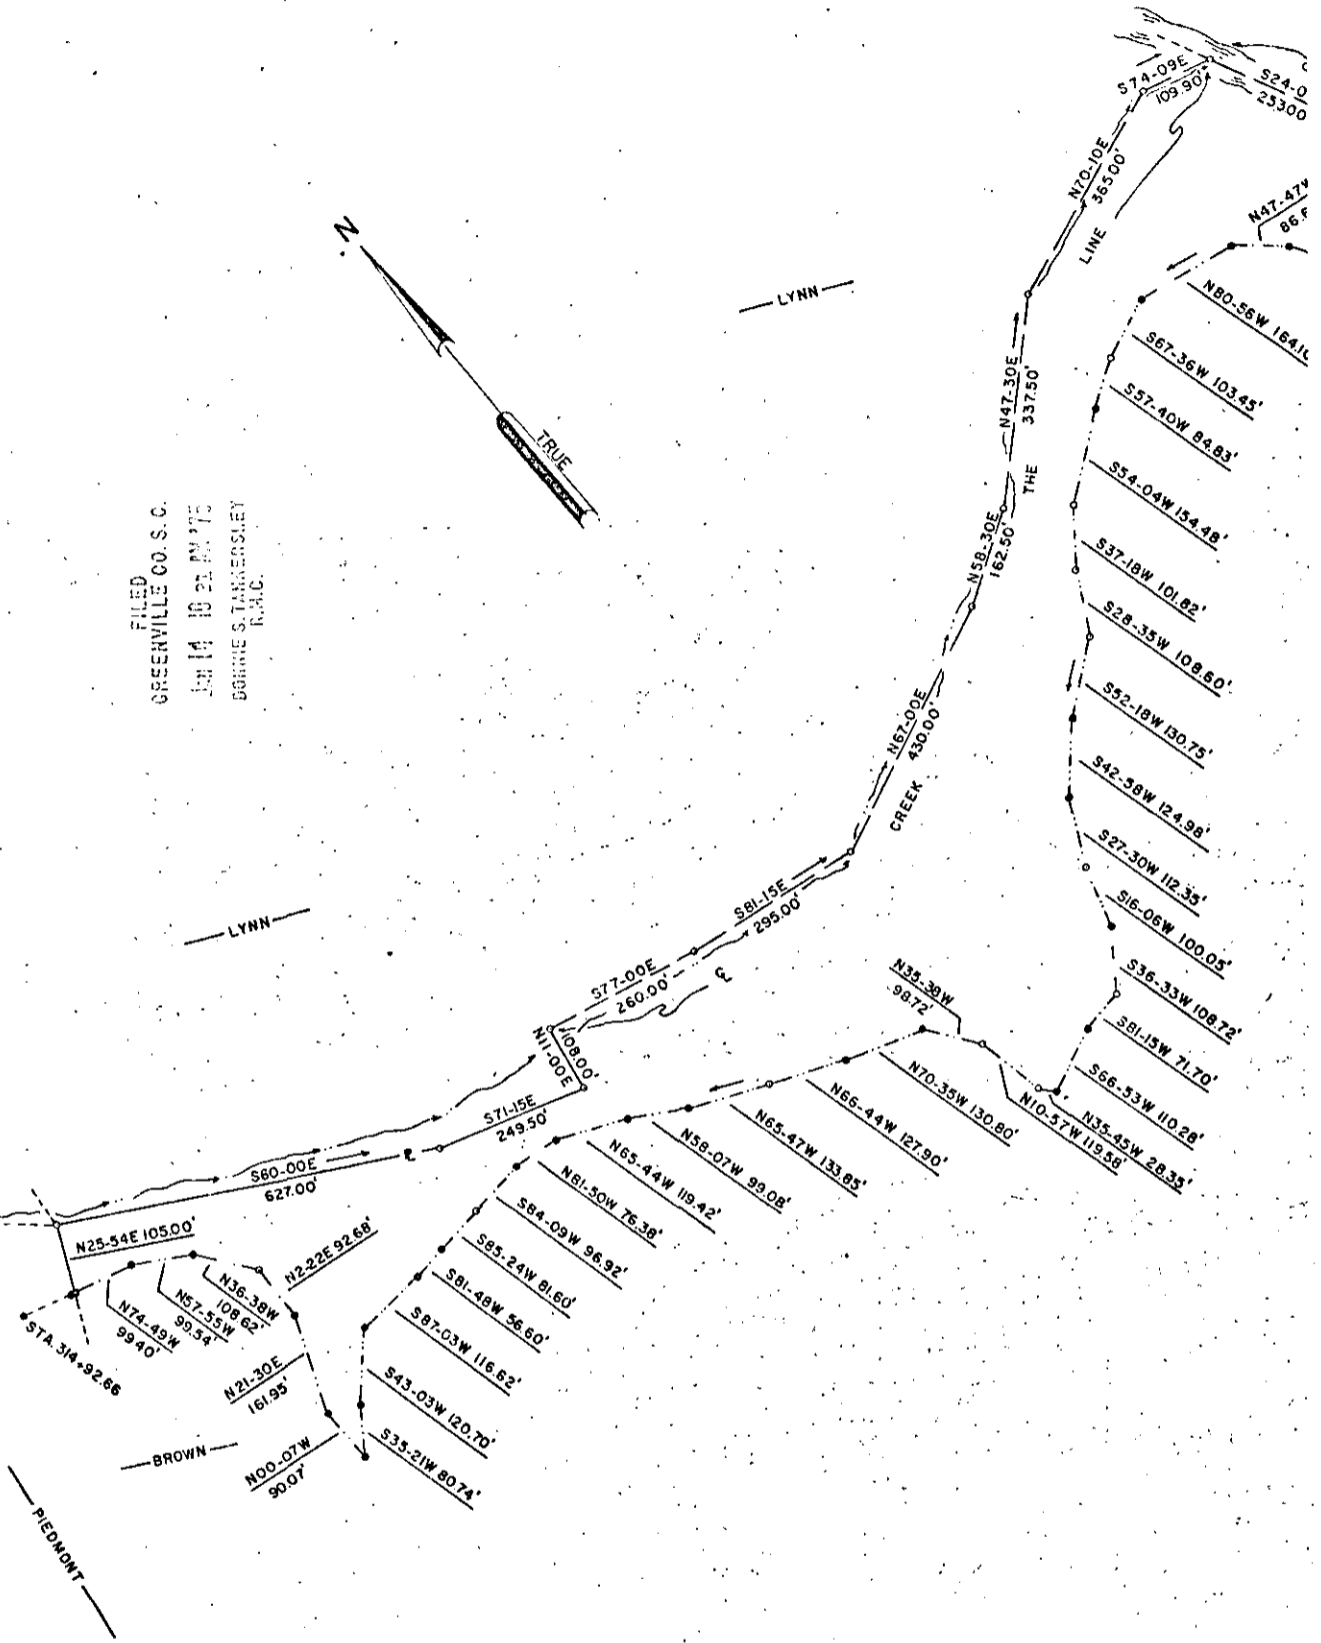 S74-09E
109.90'
S24-0
253.00
N70-10E
365.00'
N47-47W
86.6
LINE
N
LYNN
N80-56W 164.10
S67-36W 103.45'
S57-40W 84.83'
N47-30E
337.50'
TRUE
THE
S54-04W 154.48'
FILED
GREENVILLE CO. S. C.
DONNIE S. TANKERSLEY
R.M.C.
N58-30E
162.50'
S37-18W 101.82'
S28-35W 108.60'
S52-18W 130.75'
N67-00E
430.00'
CREEK
S42-58W 124.98'
S27-30W 112.35'
S81-15E
295.00'
S16-06W 100.05'
LYNN
S77-00E
260.00'
N35-38W
98.72'
S36-33W 108.72'
N11-00E
108.00'
S81-15W 71.70'
S71-15E
249.50'
S66-53W 110.28'
N35-45W 28.35'
N10-57W 119.58'
N70-35W 130.80'
N66-44W 127.90'
N65-47W 133.85'
N58-07W 99.08'
N65-44W 119.42'
N81-50W 76.38'
S60-00E
627.00'
S84-09W 96.92'
S85-24W 81.60'
S81-48W 56.60'
S87-03W 116.62'
N25-54E 105.00'
N2-22E 92.68'
N36-38W
108.62'
N57-55W
99.54'
N74-49W
99.40'
STA. 314+92.66
N21-30E
161.95'
S43-03W 120.70'
S35-21W 80.74'
BROWN
N00-07W
90.07'
PIEDMONT